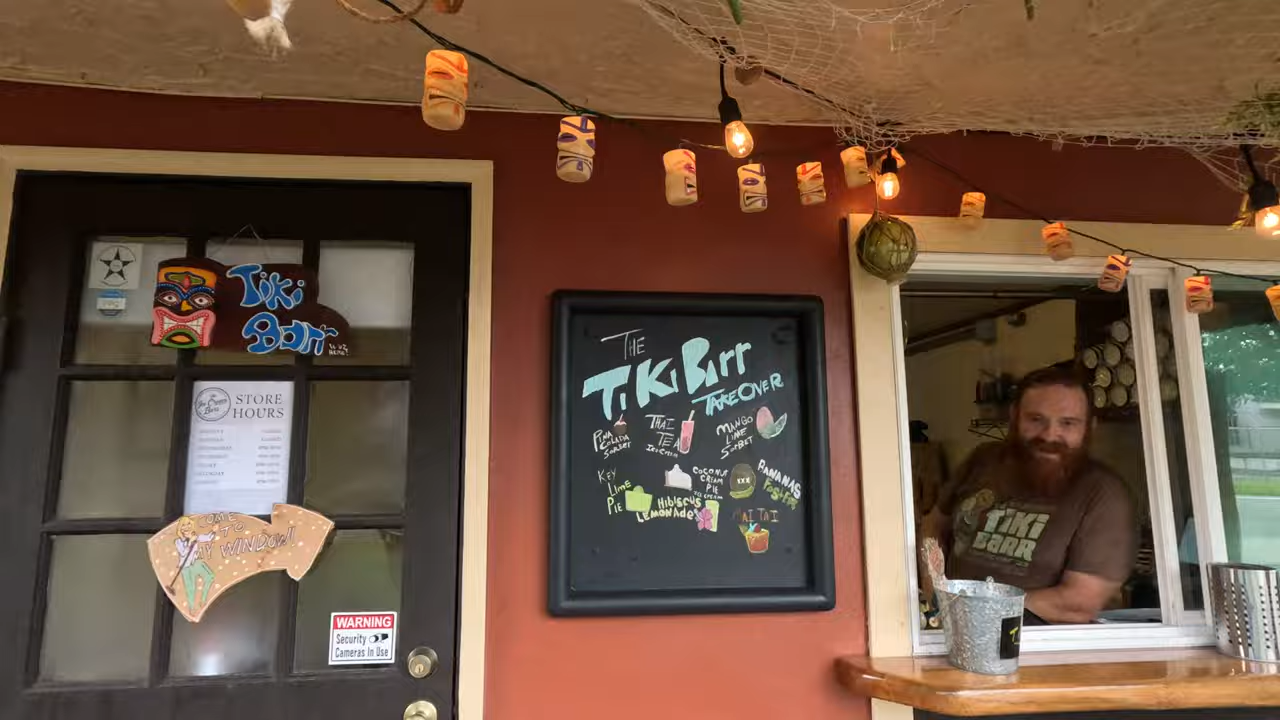 Tiki
Bar
STORE
HOURS
COME
TO
MY WINDOW!
WARNING
Security
Cameras In Use
THE
TiKi BArr
TAKEOVER
PINA
COLADA
SORBET
THAI
TEA
ICE CREAM
MANGO
LIME
SORBET
KEY
LIME
PIE
HIBISCUS
LEMONADE
COCONUT
CREAM
PIE
ICE CREAM
XXX
BANANAS
FOSTER
MAI TAI
TIKI
BARR